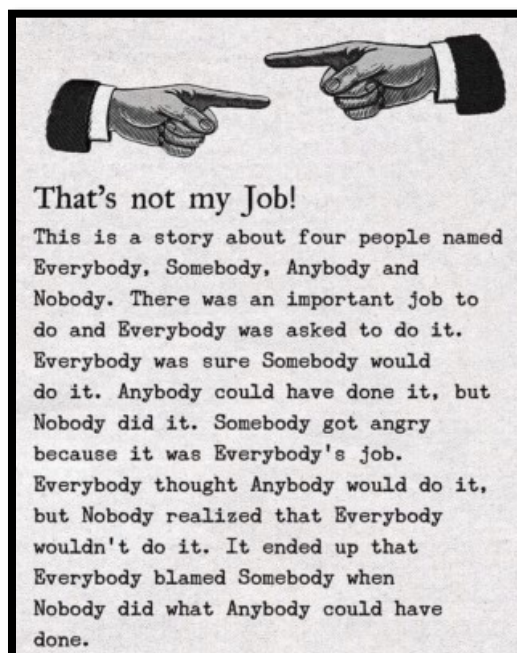 That's not my Job!
This is a story about four people named
Everybody, Somebody, Anybody and
Nobody. There was an important job to
do and Everybody was asked to do it.
Everybody was sure Somebody would
do it. Anybody could have done it, but
Nobody did it. Somebody got angry
because it was Everybody's job.
Everybody thought Anybody would do it,
but Nobody realized that Everybody
wouldn't do it. It ended up that
Everybody blamed Somebody when
Nobody did what Anybody could have
done.